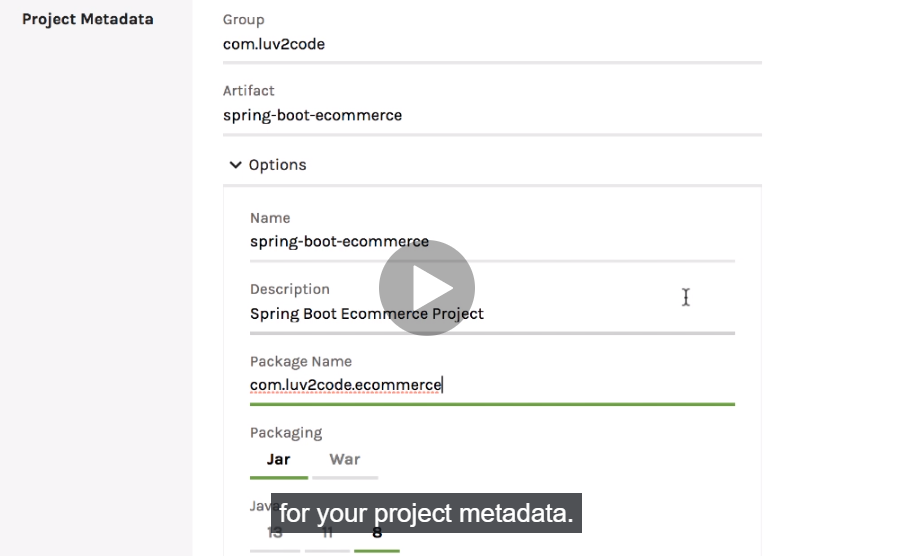 Project Metadata
Group
com.luv2code
Artifact
spring-boot-ecommerce
Options
Name
spring-boot-ecommerce
Description
Spring Boot Ecommerce Project
Package Name
com.luv2code.ecommerce
Packaging
Jar War
Java
13 11 8
for your project metadata.